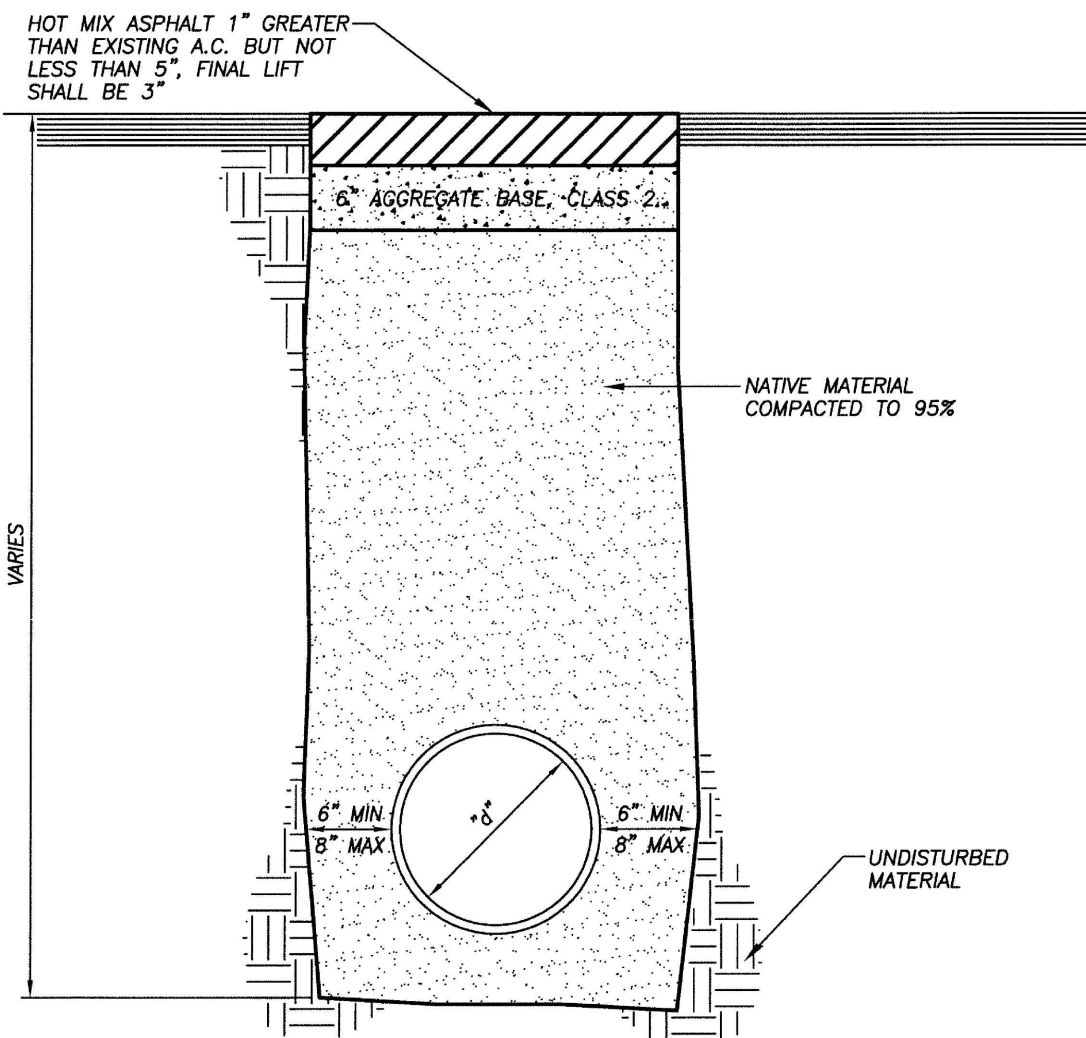 HOT MIX ASPHALT 1" GREATER
THAN EXISTING A.C. BUT NOT
LESS THAN 5", FINAL LIFT
SHALL BE 3"
6" AGGREGATE BASE, CLASS 2
NATIVE MATERIAL
COMPACTED TO 95%
VARIES
"d"
6" MIN
8" MAX
6" MIN
8" MAX
UNDISTURBED
MATERIAL